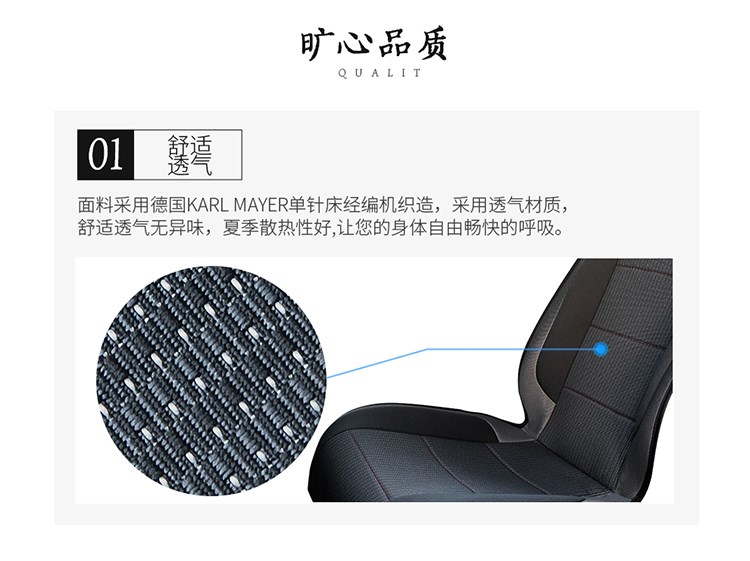 旷心品质
QUALIT
01
舒适
透气
面料采用德国KARL MAYER单针床经编机织造，采用透气材质，
舒适透气无异味，夏季散热性好,让您的身体自由畅快的呼吸。